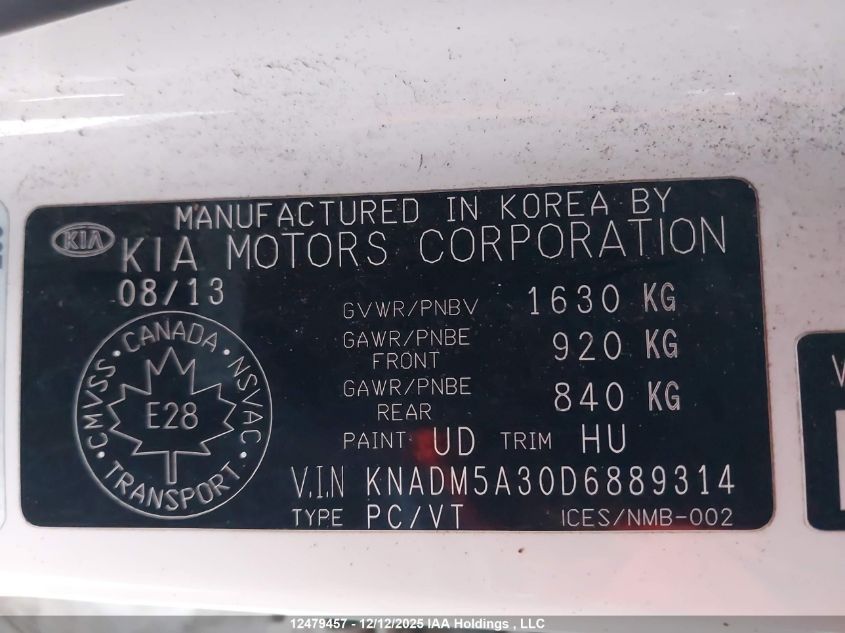 MANUFACTURED IN KOREA BY
KIA
KIA MOTORS CORPORATION
08/13
GVWR/PNBV 1630 KG
GAWR/PNBE FRONT 920 KG
GAWR/PNBE REAR 840 KG
PAINT: UD TRIM HU
CANADA · NSVAC · TRANSPORT · CMVSS ·
E28
V.I.N KNADM5A30D6889314
TYPE PC/VT ICES/NMB-002
12479457 - 12/12/2025 IAA Holdings , LLC